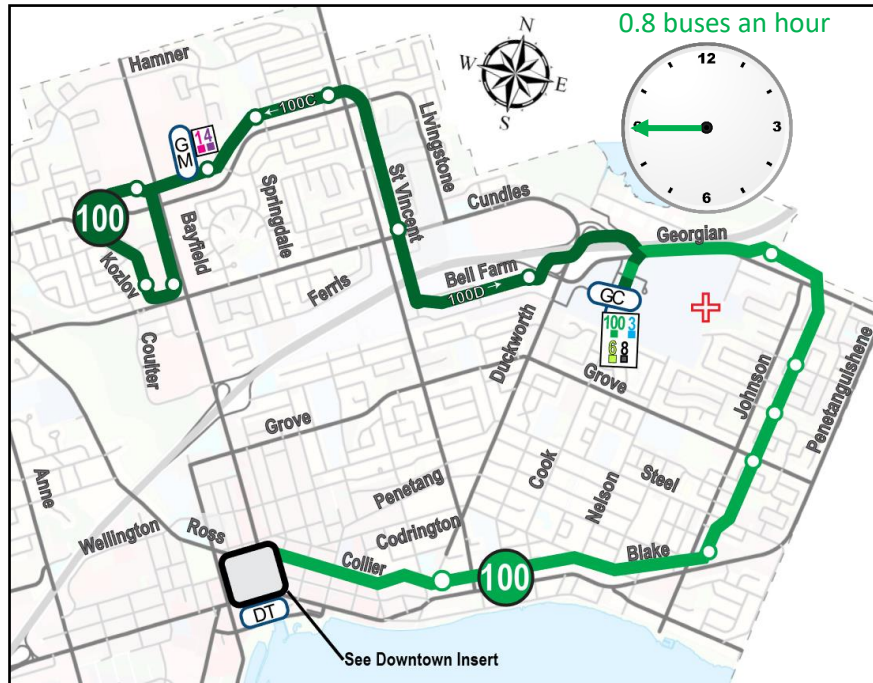 0.8 buses an hour
12
3
6
9
N
E
S
W
Hamner
←100C
Livingstone
G
M
14
St Vincent
Springdale
Cundles
100
Bayfield
Georgian
Kozlov
Ferris
Bell Farm
100D→
GC
100 3
6 8
Coulter
Duckworth
Grove
Johnson
Penetanguishene
Grove
Anne
Cook
Steel
Nelson
Penetang
Wellington
Ross
Codrington
Collier
100
Blake
DT
See Downtown Insert